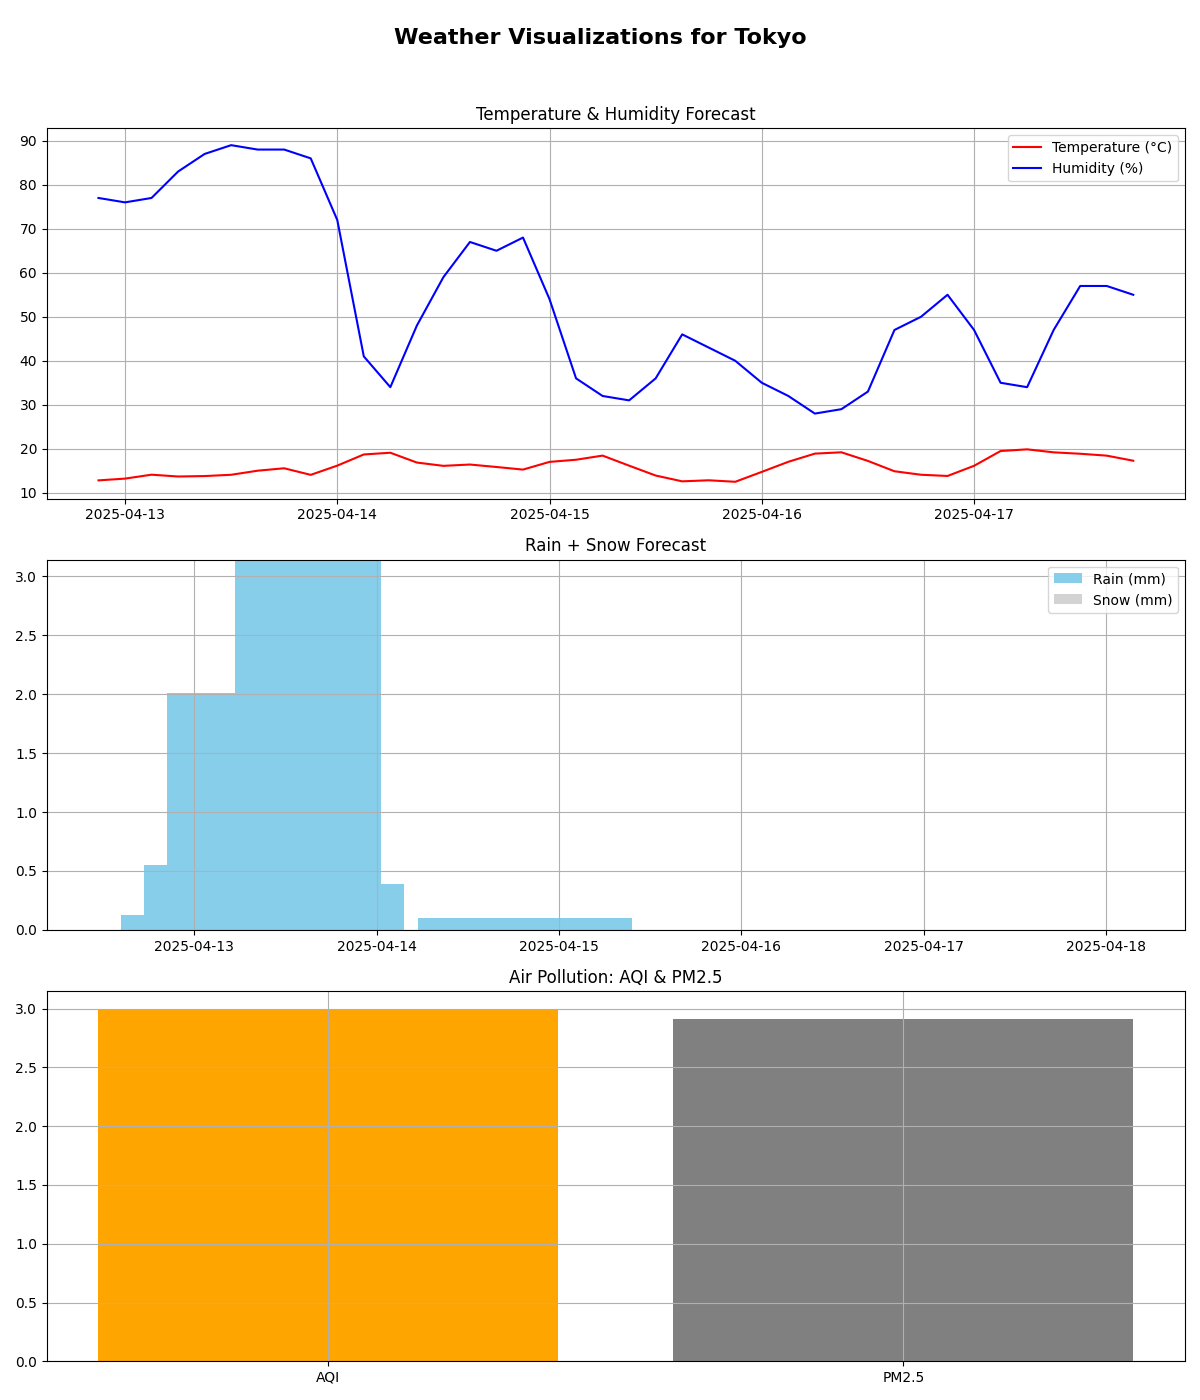 Weather Visualizations for Tokyo
Temperature & Humidity Forecast
Temperature (°C)
Humidity (%)
90
80
70
60
50
40
30
20
10
2025-04-13 2025-04-14 2025-04-15 2025-04-16 2025-04-17
Rain + Snow Forecast
Rain (mm)
Snow (mm)
3.0
2.5
2.0
1.5
1.0
0.5
0.0
2025-04-13 2025-04-14 2025-04-15 2025-04-16 2025-04-17 2025-04-18
Air Pollution: AQI & PM2.5
3.0
2.5
2.0
1.5
1.0
0.5
0.0
AQI PM2.5